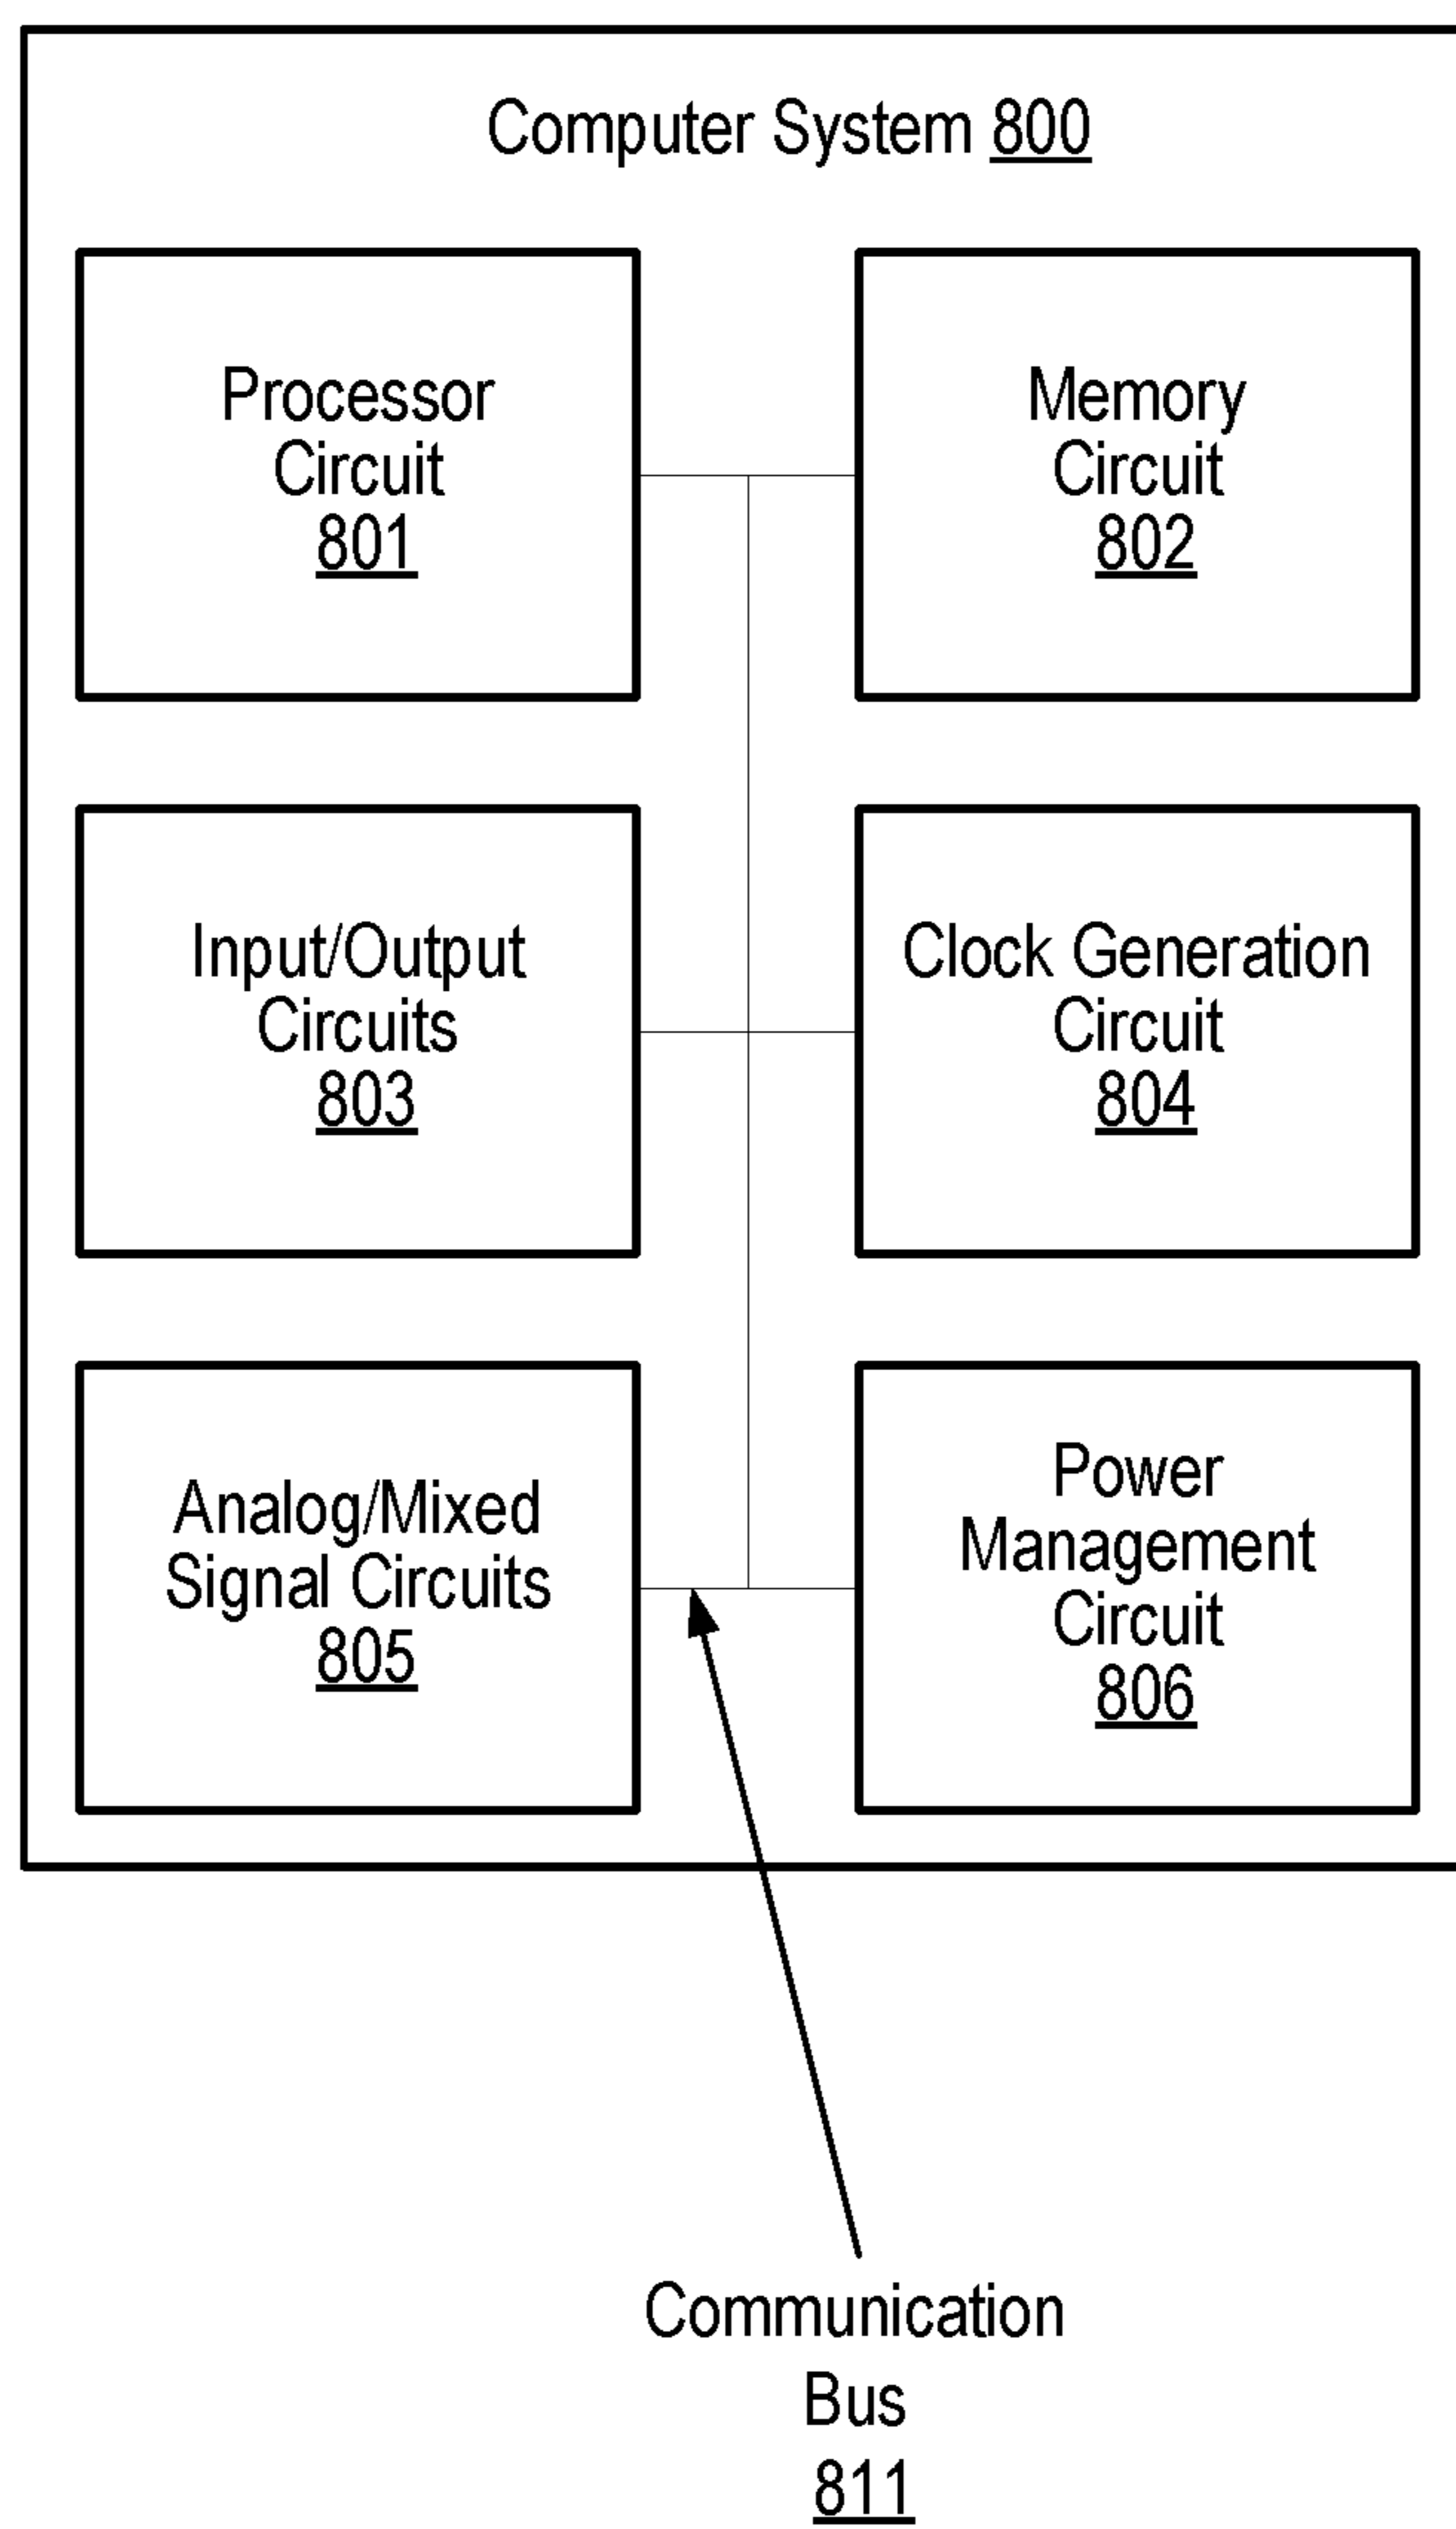 Computer System 800
Processor
Circuit
801
Memory
Circuit
802
Input/Output
Circuits
803
Clock Generation
Circuit
804
Analog/Mixed
Signal Circuits
805
Power
Management
Circuit
806
Communication
Bus
811